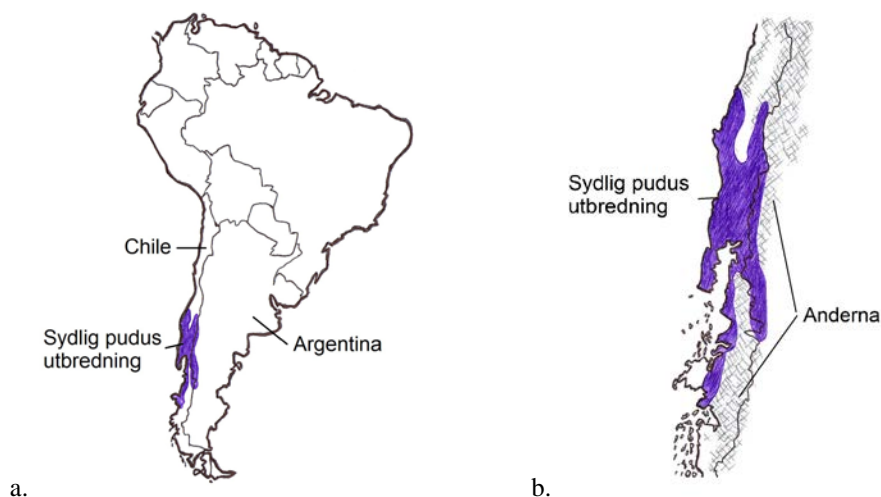 Chile
Sydlig pudus
utbredning
Argentina
a.
Sydlig pudus
utbredning
Anderna
b.